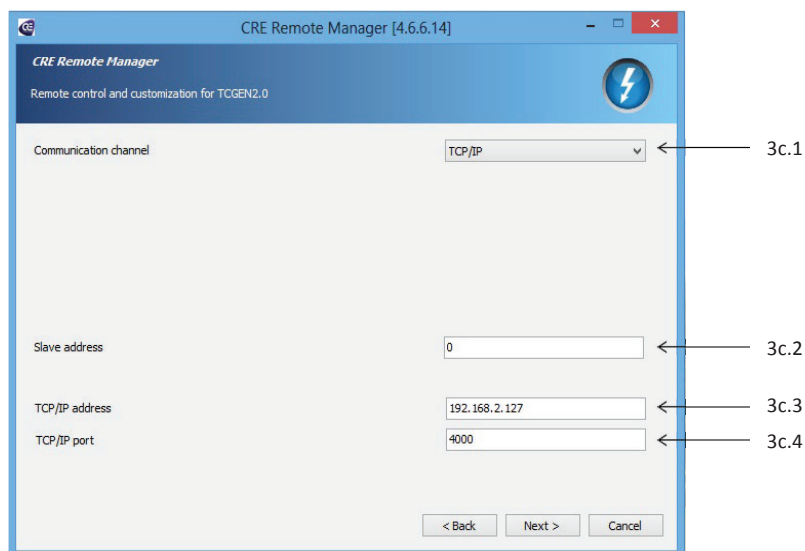 CRE Remote Manager [4.6.6.14]
CRE Remote Manager
Remote control and customization for TCGEN2.0
Communication channel
TCP/IP
3c.1
Slave address
0
3c.2
TCP/IP address
192.168.2.127
3c.3
TCP/IP port
4000
3c.4
< Back
Next >
Cancel